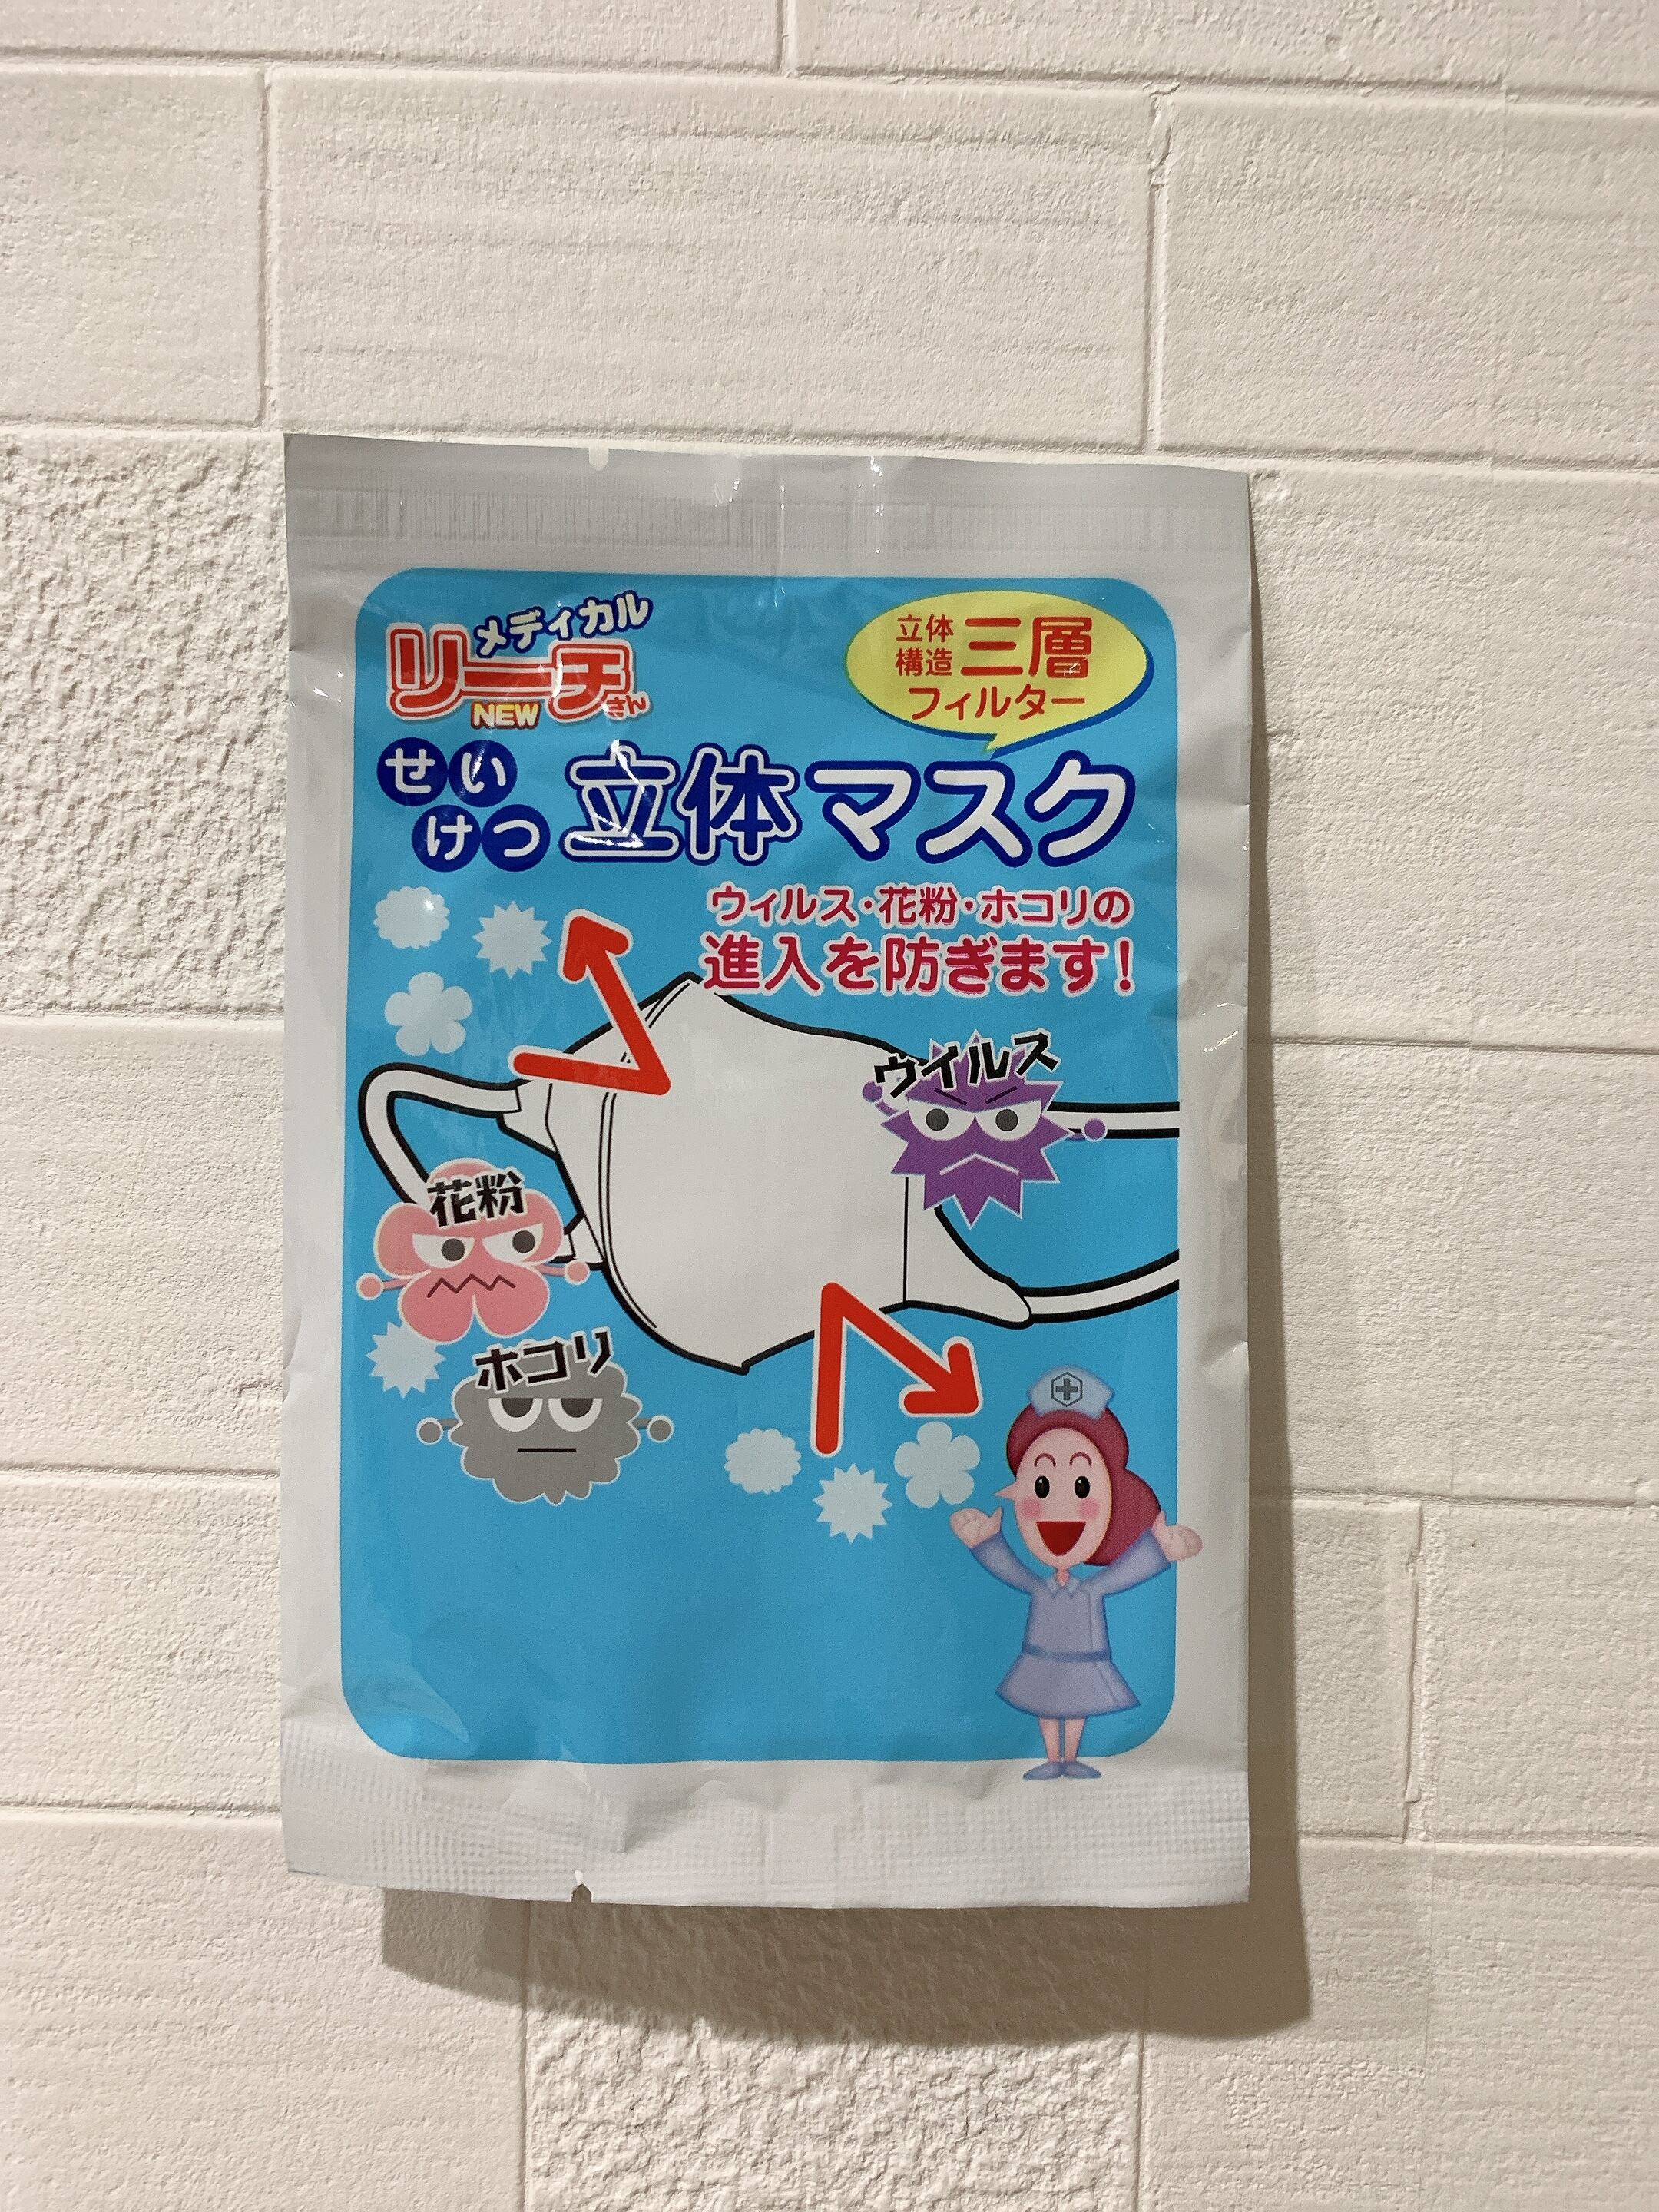 メディカル
リーチさん
NEW
立体
構造
三層
フィルター
せい
けつ
立体マスク
ウィルス・花粉・ホコリの
進入を防ぎます!
ウイルス
花粉
ホコリ